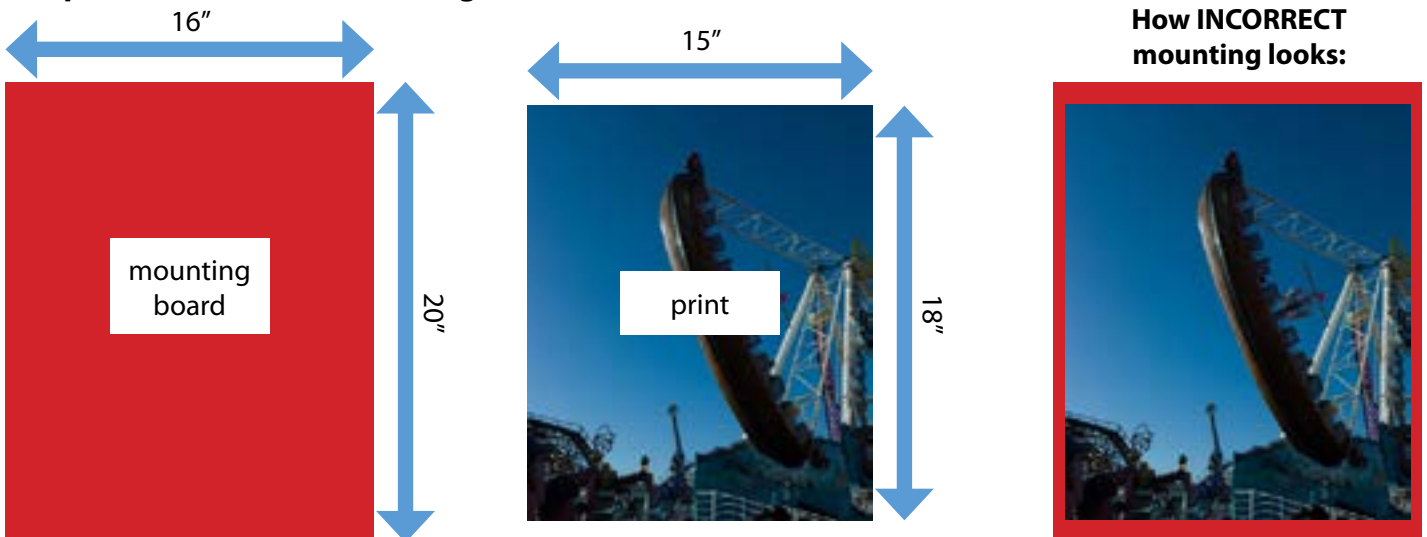 16”
15”
How INCORRECT
mounting looks:
mounting
board
20”
print
18”